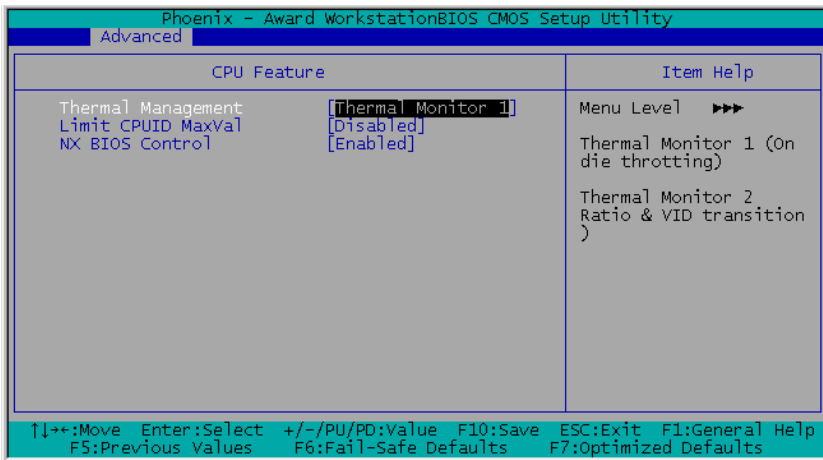 Phoenix - Award WorkstationBIOS CMOS Setup Utility
Advanced
CPU Feature
Item Help
Thermal Management [Thermal Monitor 1]
Limit CPUID MaxVal [Disabled]
NX BIOS Control [Enabled]
Menu Level ▶▶▶
Thermal Monitor 1 (On
die throtting)
Thermal Monitor 2
Ratio & VID transition
)
↑↓→←:Move Enter:Select +/-/PU/PD:Value F10:Save ESC:Exit F1:General Help
F5:Previous Values F6:Fail-Safe Defaults F7:Optimized Defaults